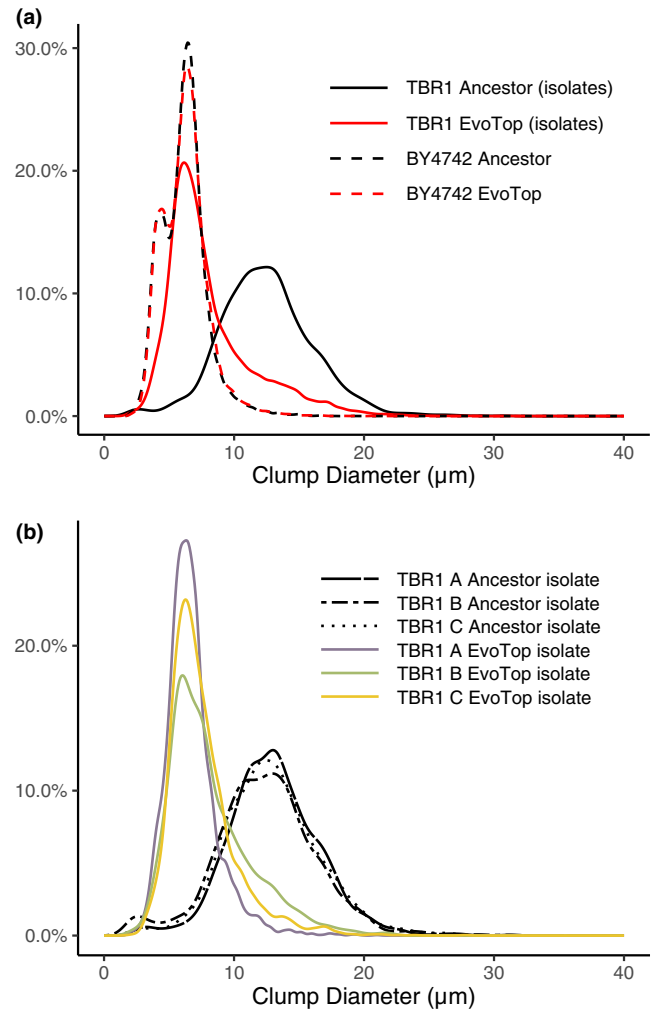 (a)
30.0%
20.0%
10.0%
0.0%
TBR1 Ancestor (isolates)
TBR1 EvoTop (isolates)
BY4742 Ancestor
BY4742 EvoTop
0 10 20 30 40
Clump Diameter (µm)
(b)
20.0%
10.0%
0.0%
TBR1 A Ancestor isolate
TBR1 B Ancestor isolate
TBR1 C Ancestor isolate
TBR1 A EvoTop isolate
TBR1 B EvoTop isolate
TBR1 C EvoTop isolate
0 10 20 30 40
Clump Diameter (µm)